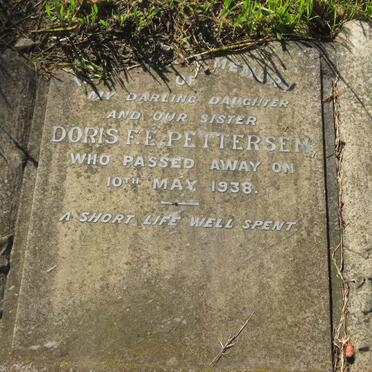 MEMORY
OF
MY DARLING DAUGHTER
AND OUR SISTER
DORIS F. E. PETTERSEN,
WHO PASSED AWAY ON
10TH MAY, 1938.
A SHORT LIFE WELL SPENT.